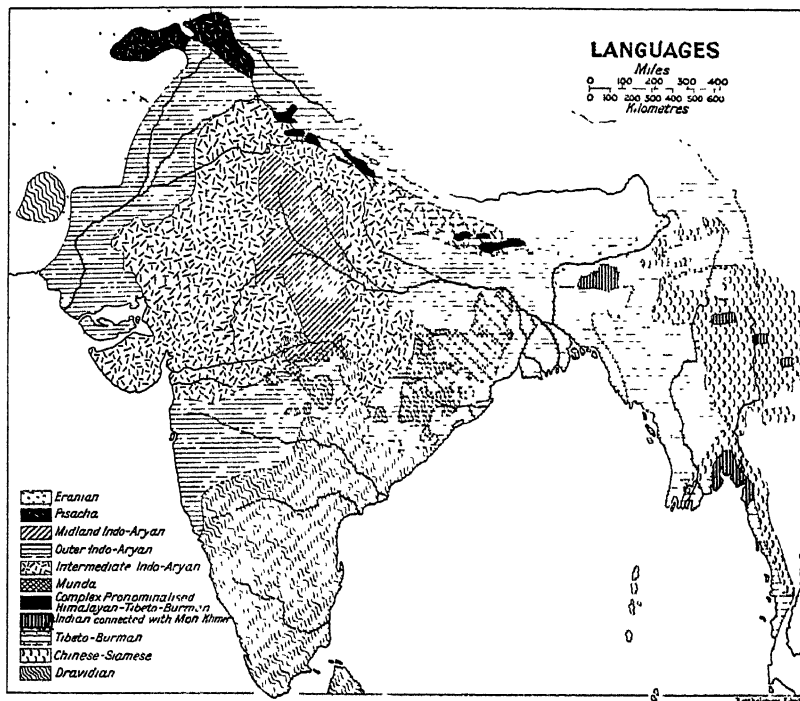 LANGUAGES
Miles
0 100 200 300 400
0 100 200 300 400 500 600
Kilometres
Eranian
Pisacha
Midland Indo-Aryan
Outer Indo-Aryan
Intermediate Indo-Aryan
Munda
Complex Pronominalised
Himalayan-Tibeto-Burman
Indian connected with Mon Khmer
Tibeto-Burman
Chinese-Siamese
Dravidian